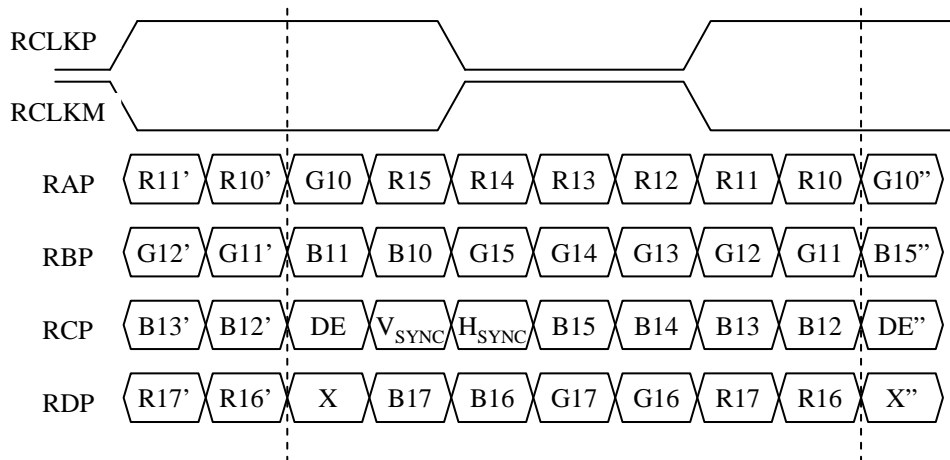 RCLKP
RCLKM
RAP R11’ R10’ G10 R15 R14 R13 R12 R11 R10 G10”
RBP G12’ G11’ B11 B10 G15 G14 G13 G12 G11 B15”
RCP B13’ B12’ DE VSYNC HSYNC B15 B14 B13 B12 DE”
RDP R17’ R16’ X B17 B16 G17 G16 R17 R16 X”